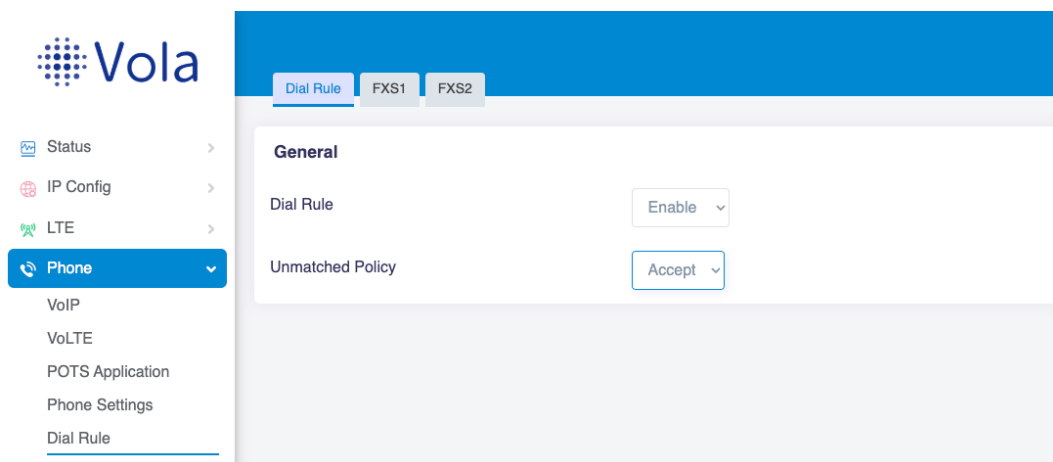 Vola
Status
IP Config
LTE
Phone
VoIP
VoLTE
POTS Application
Phone Settings
Dial Rule
Dial Rule FXS1 FXS2
General
Dial Rule Enable
Unmatched Policy Accept